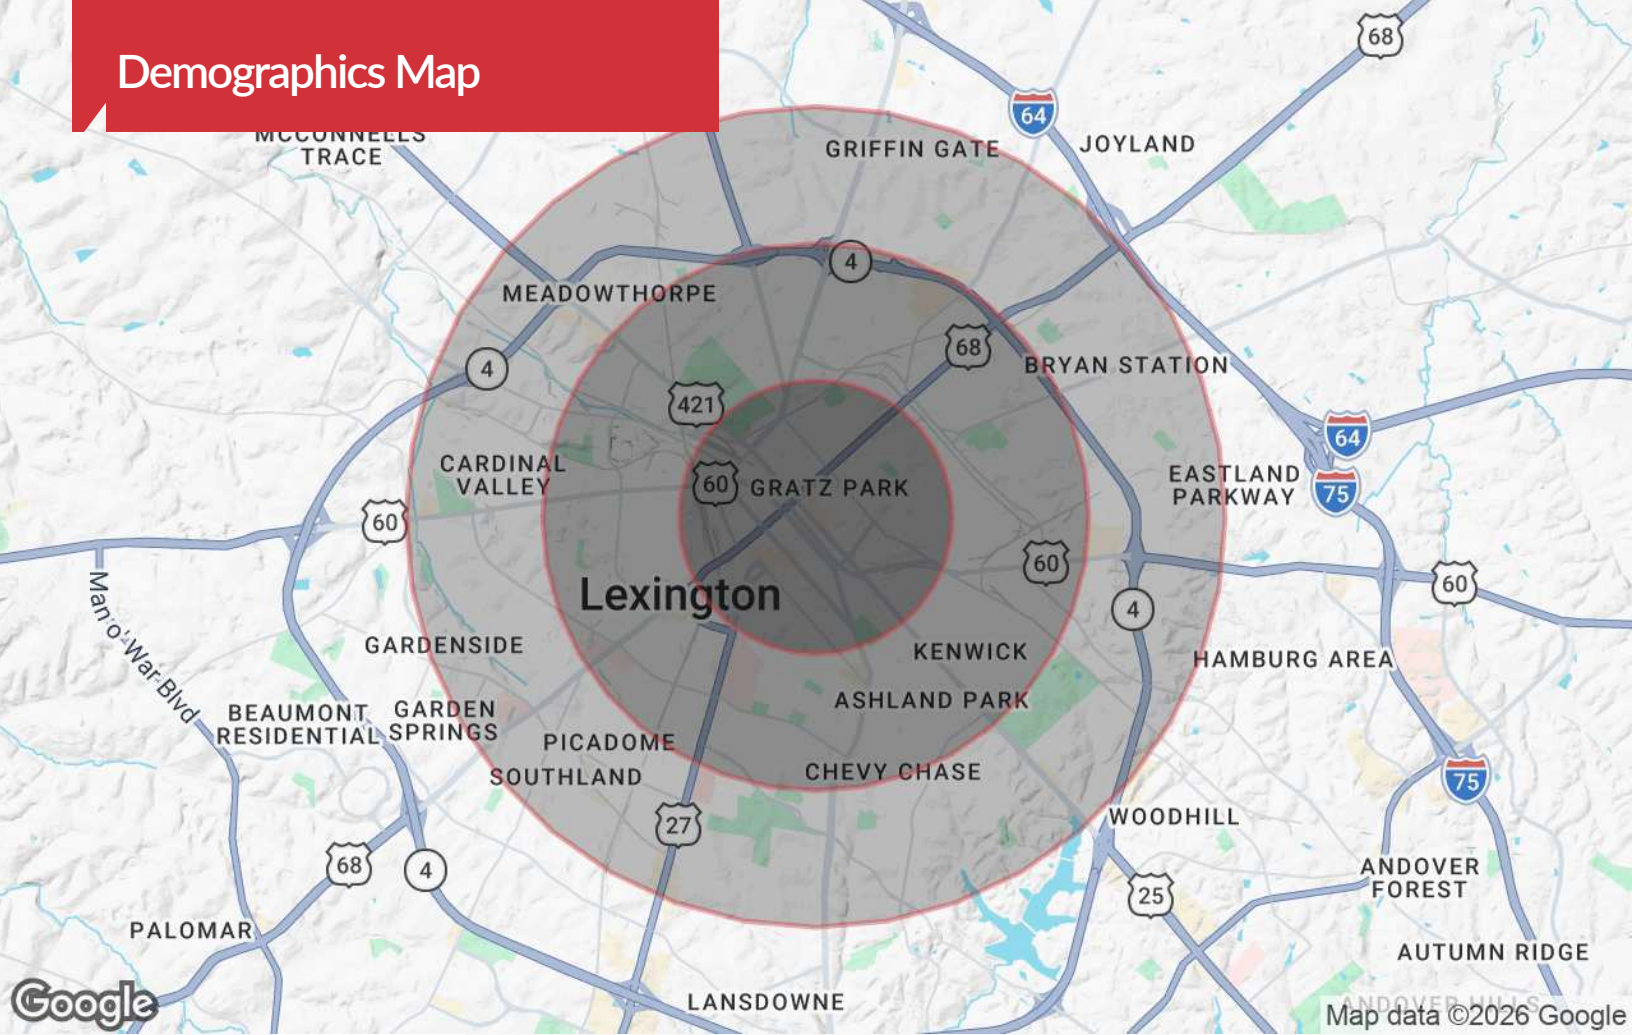 Demographics Map
68
64
JOYLAND
GRIFFIN GATE
MCCONNELLS
TRACE
4
MEADOWTHORPE
68
BRYAN STATION
4
421
64
CARDINAL
VALLEY
60
GRATZ PARK
EASTLAND
PARKWAY
75
60
60
60
Lexington
4
Man o' War Blvd
GARDENSIDE
KENWICK
HAMBURG AREA
ASHLAND PARK
BEAUMONT
RESIDENTIAL
GARDEN
SPRINGS
PICADOME
SOUTHLAND
CHEVY CHASE
75
27
WOODHILL
68
4
25
ANDOVER
FOREST
PALOMAR
AUTUMN RIDGE
LANSDOWNE
ANDOVER HILLS
Google
Map data ©2026 Google